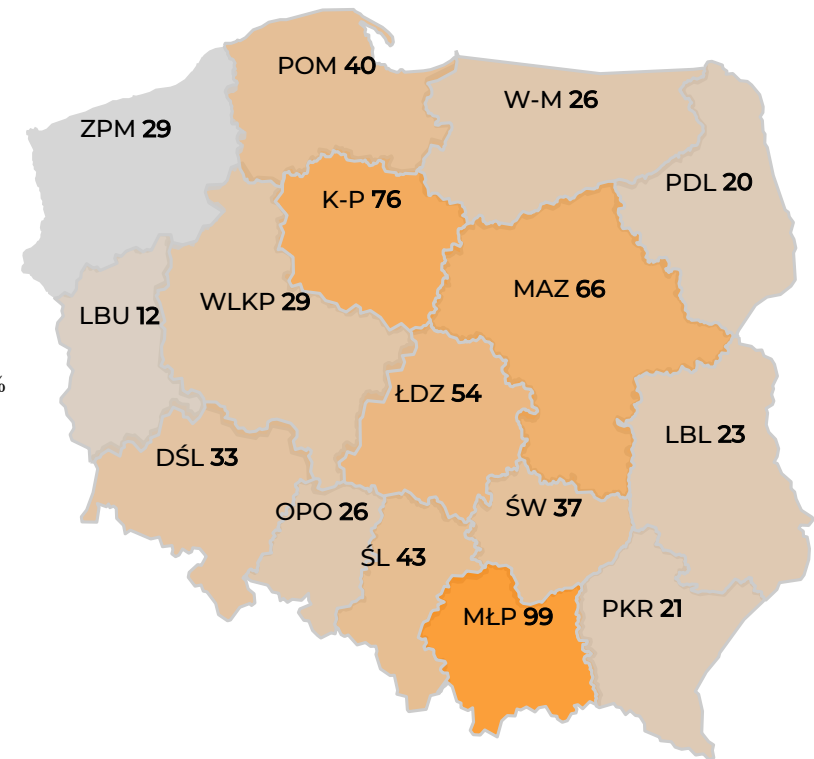 POM 40
W-M 26
ZPM 29
PDL 20
K-P 76
MAZ 66
WLKP 29
LBU 12
%
ŁDZ 54
LBL 23
DŚL 33
ŚW 37
OPO 26
ŚL 43
PKR 21
MŁP 99